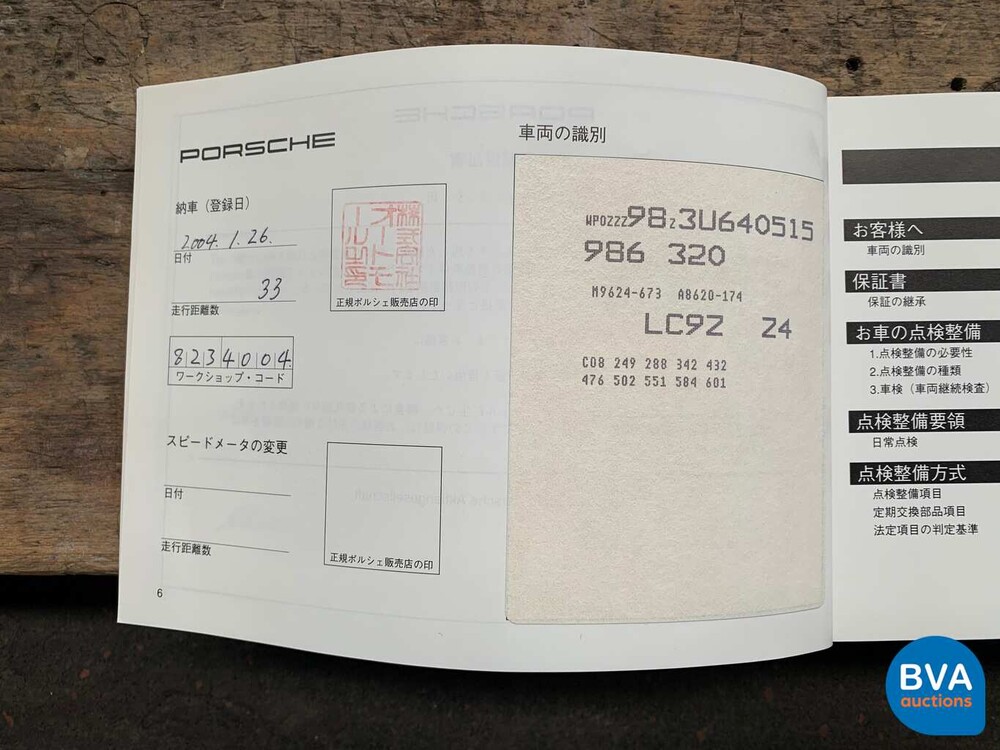 PORSCHE
納車（登録日）
2004. 1. 26.
日付
33
走行距離数
正規ポルシェ販売店の印
8234004
ワークショップ・コード
スピードメータの変更
日付
走行距離数
正規ポルシェ販売店の印
6
車両の識別
WP0ZZZ98Z3U640515
986 320
M9624-673 A8620-174
LC9Z Z4
C08 249 288 342 432
476 502 551 584 601
お客様へ
車両の識別
保証書
保証の継承
お車の点検整備
1.点検整備の必要性
2.点検整備の種類
3.車検（車両継続検査）
点検整備要領
日常点検
点検整備方式
点検整備項目
定期交換部品項目
法定項目の判定基準
BVA
auctions